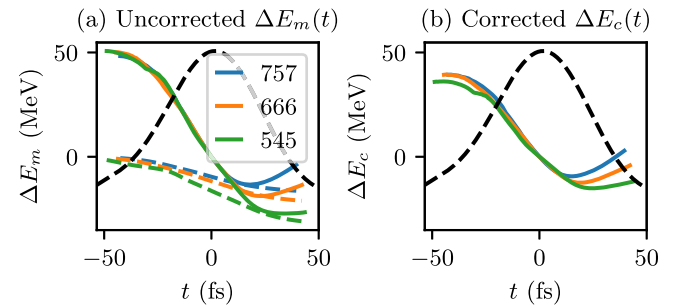 (a) Uncorrected ΔE_m(t)
(b) Corrected ΔE_c(t)
ΔE_m (MeV)
50
0
757
666
545
−50
0
50
t (fs)
ΔE_c (MeV)
50
0
−50
0
50
t (fs)